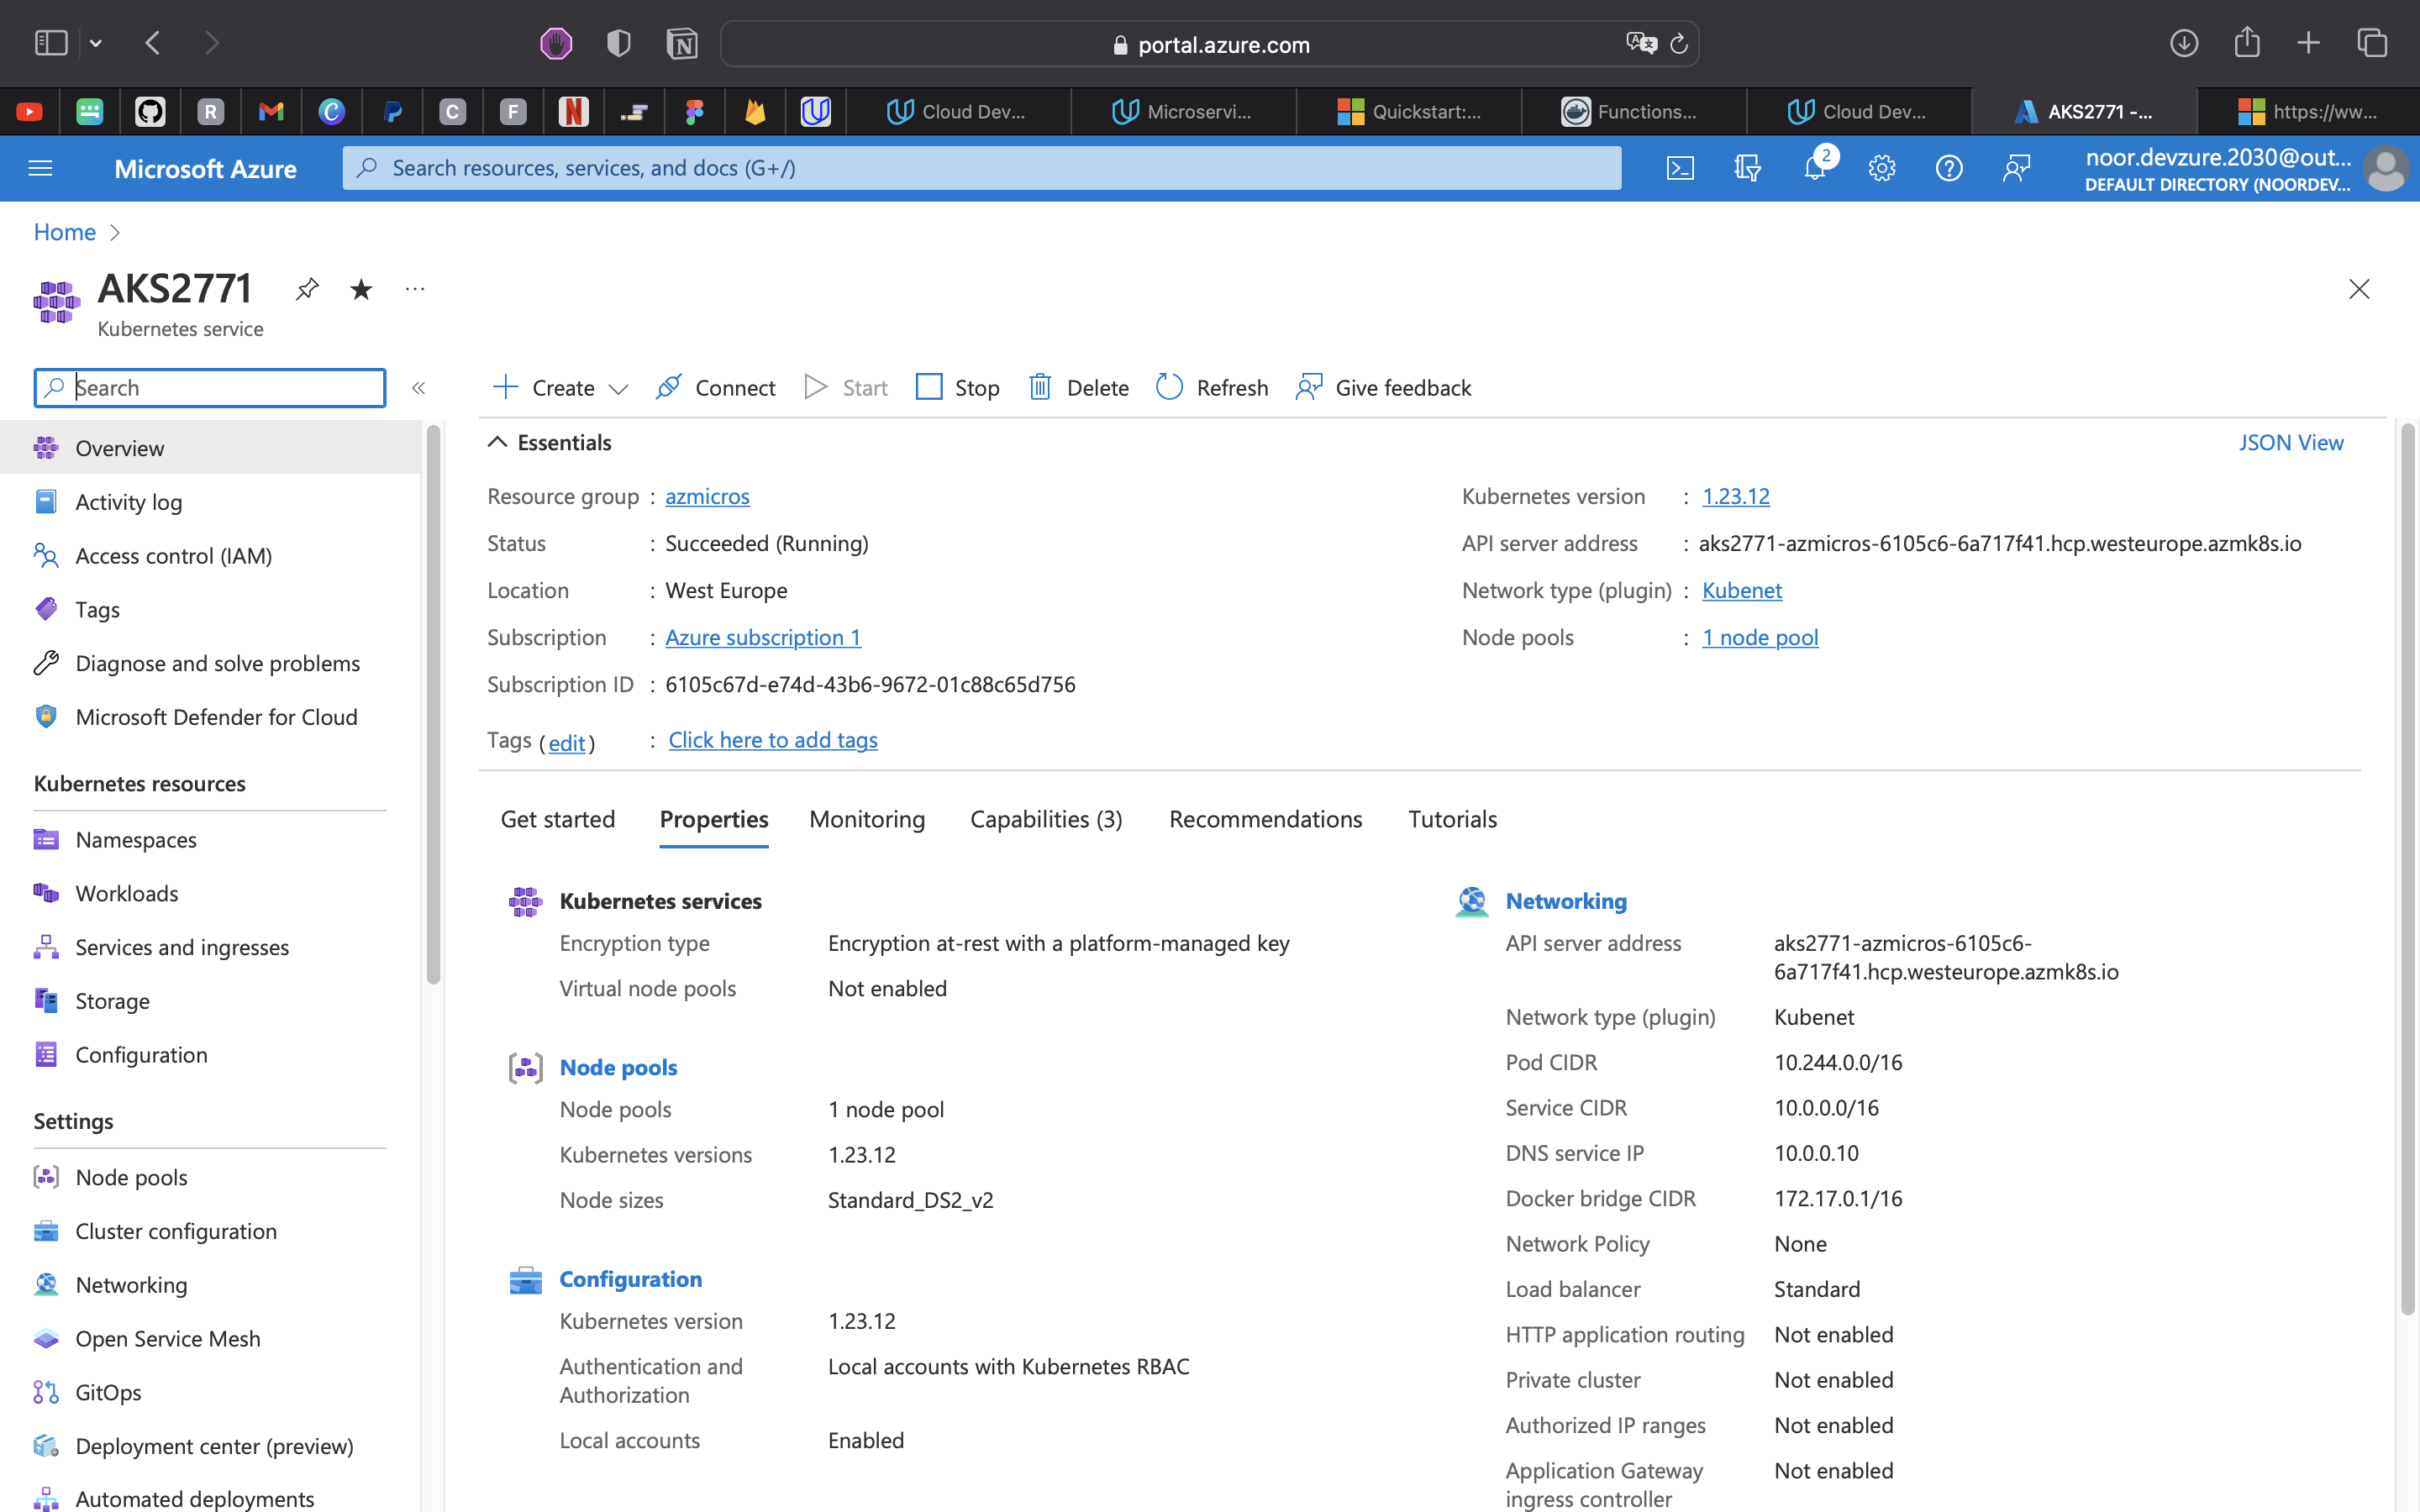 portal.azure.com
R
C
F
N
Cloud Dev...
Microservi...
Quickstart:...
Functions...
Cloud Dev...
AKS2771 -...
https://ww...
Microsoft Azure
Search resources, services, and docs (G+/)
2
noor.devzure.2030@out...
DEFAULT DIRECTORY (NOORDEV...
Home
AKS2771
Kubernetes service
Search
Create
Connect
Start
Stop
Delete
Refresh
Give feedback
Overview
Activity log
Access control (IAM)
Tags
Diagnose and solve problems
Microsoft Defender for Cloud
Kubernetes resources
Namespaces
Workloads
Services and ingresses
Storage
Configuration
Settings
Node pools
Cluster configuration
Networking
Open Service Mesh
GitOps
Deployment center (preview)
Automated deployments
Essentials
JSON View
Resource group : azmicros
Status : Succeeded (Running)
Location : West Europe
Subscription : Azure subscription 1
Subscription ID : 6105c67d-e74d-43b6-9672-01c88c65d756
Tags (edit) : Click here to add tags
Kubernetes version : 1.23.12
API server address : aks2771-azmicros-6105c6-6a717f41.hcp.westeurope.azmk8s.io
Network type (plugin) : Kubenet
Node pools : 1 node pool
Get started
Properties
Monitoring
Capabilities (3)
Recommendations
Tutorials
Kubernetes services
Encryption type Encryption at-rest with a platform-managed key
Virtual node pools Not enabled
Node pools
Node pools 1 node pool
Kubernetes versions 1.23.12
Node sizes Standard_DS2_v2
Configuration
Kubernetes version 1.23.12
Authentication and Local accounts with Kubernetes RBAC
Authorization
Local accounts Enabled
Networking
API server address aks2771-azmicros-6105c6-
6a717f41.hcp.westeurope.azmk8s.io
Network type (plugin) Kubenet
Pod CIDR 10.244.0.0/16
Service CIDR 10.0.0.0/16
DNS service IP 10.0.0.10
Docker bridge CIDR 172.17.0.1/16
Network Policy None
Load balancer Standard
HTTP application routing Not enabled
Private cluster Not enabled
Authorized IP ranges Not enabled
Application Gateway Not enabled
ingress controller